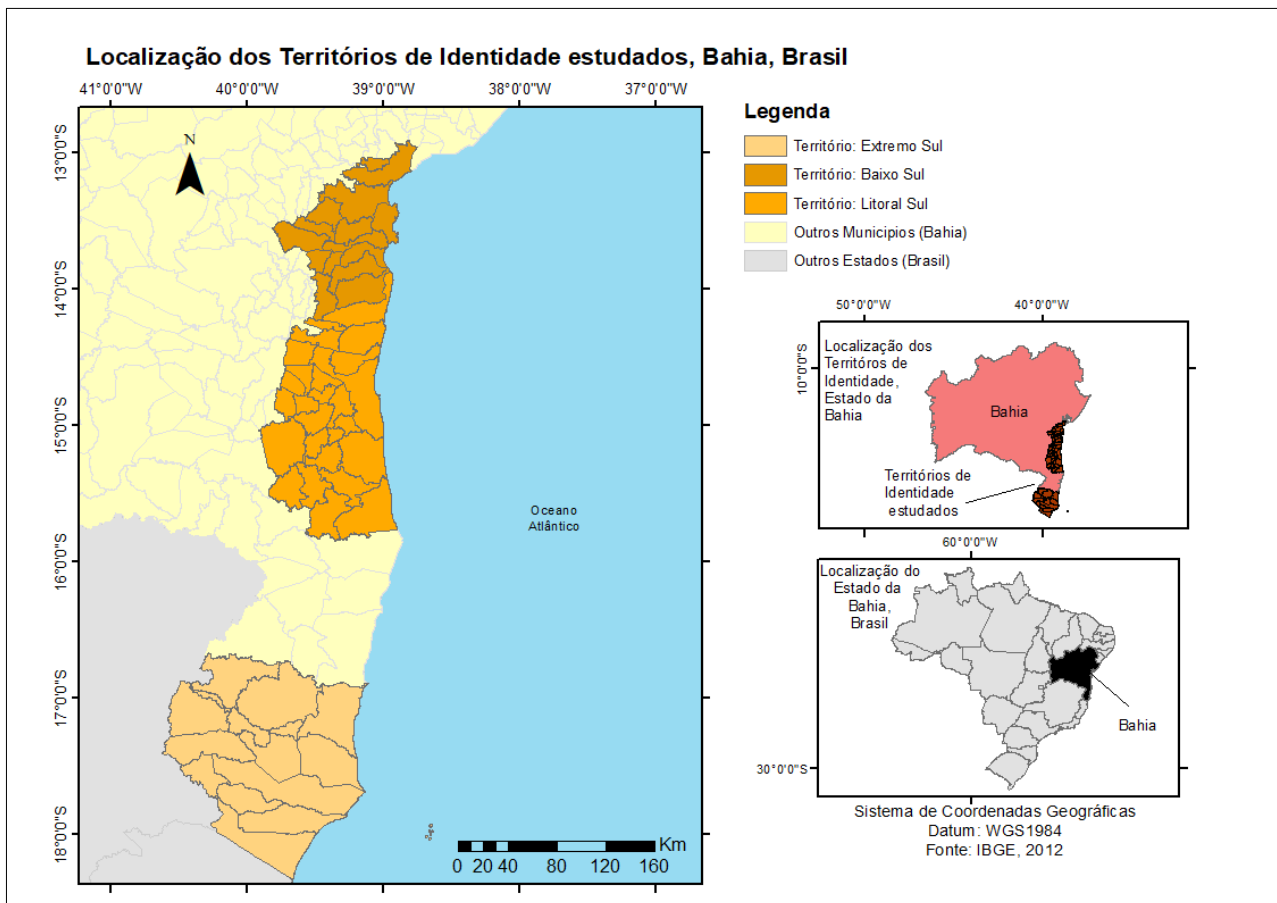 Localização dos Territórios de Identidade estudados, Bahia, Brasil
41°0'0"W
40°0'0"W
39°0'0"W
38°0'0"W
37°0'0"W
N
13°0'0"S
14°0'0"S
15°0'0"S
16°0'0"S
17°0'0"S
18°0'0"S
Oceano
Atlântico
Km
0 20 40 80 120 160
Legenda
Território: Extremo Sul
Território: Baixo Sul
Território: Litoral Sul
Outros Municipios (Bahia)
Outros Estados (Brasil)
50°0'0"W
40°0'0"W
10°0'0"S
Localização dos
Territóros de
Identidade,
Estado da
Bahia
Bahia
Territórios de
Identidade
estudados
60°0'0"W
Localização do
Estado da
Bahia,
Brasil
Bahia
30°0'0"S
Sistema de Coordenadas Geográficas
Datum: WGS1984
Fonte: IBGE, 2012